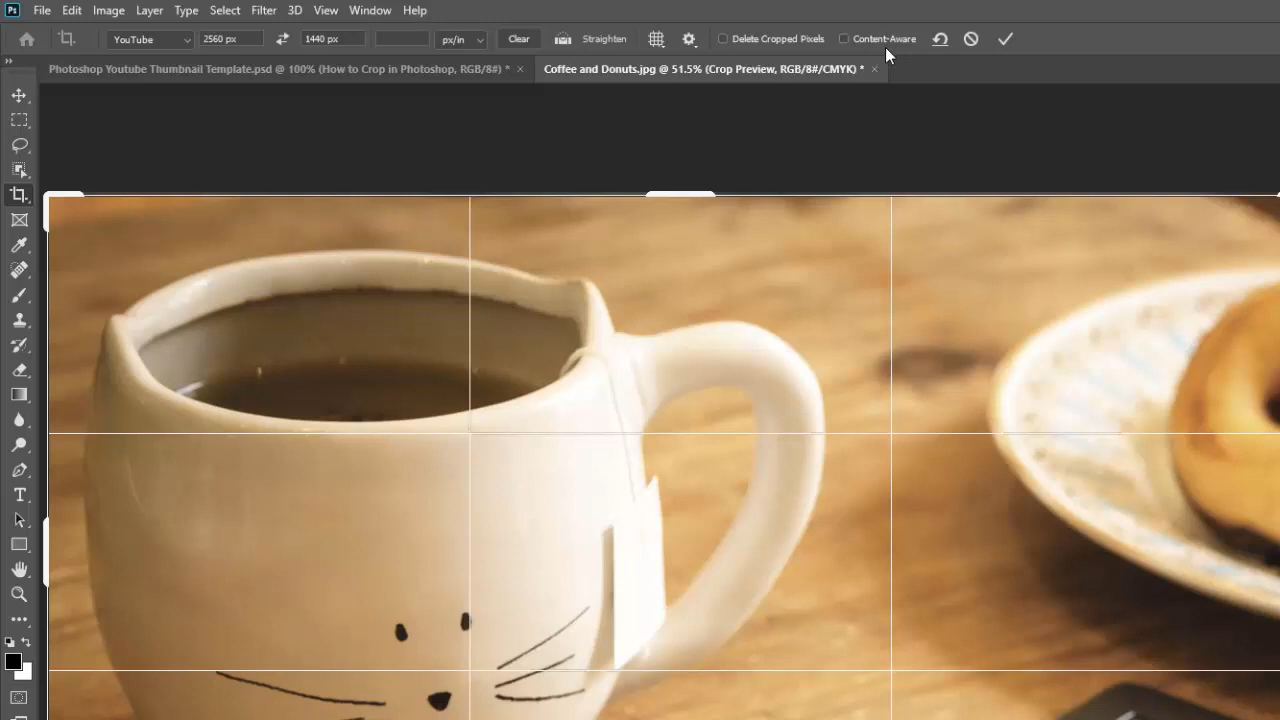 Ps File Edit Image Layer Type Select Filter 3D View Window Help
YouTube 2560 px 1440 px px/in Clear Straighten Delete Cropped Pixels Content-Aware
Photoshop Youtube Thumbnail Template.psd @ 100% (How to Crop in Photoshop, RGB/8#) * × Coffee and Donuts.jpg @ 51.5% (Crop Preview, RGB/8#/CMYK) * ×
T